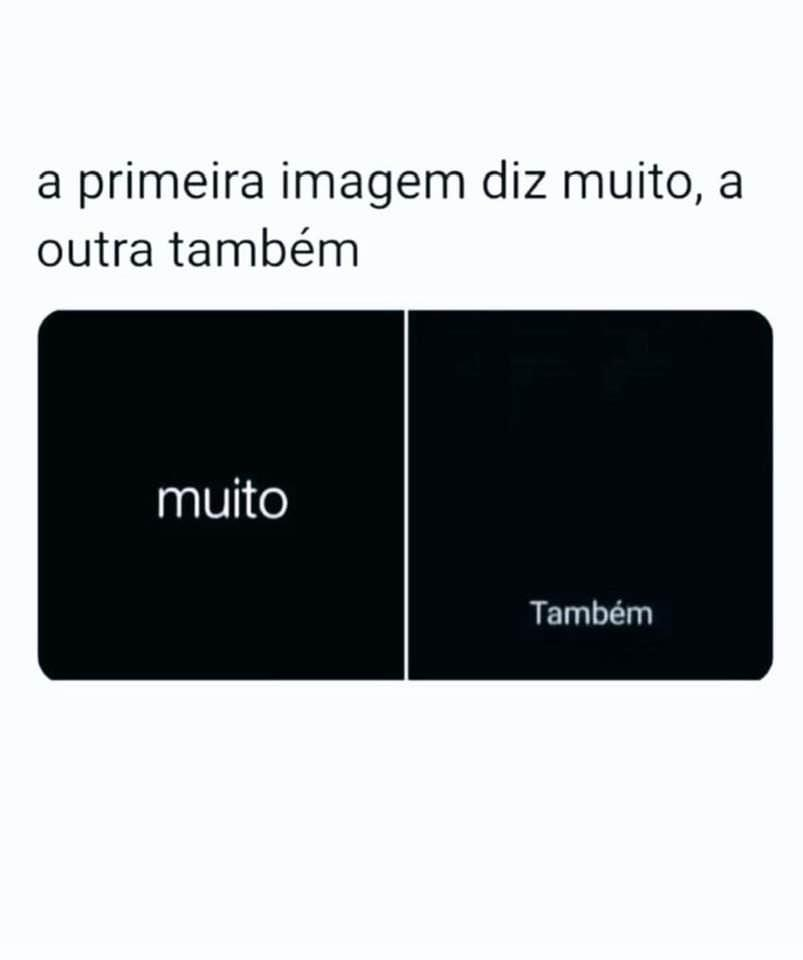 a primeira imagem diz muito, a
outra também
muito
Também